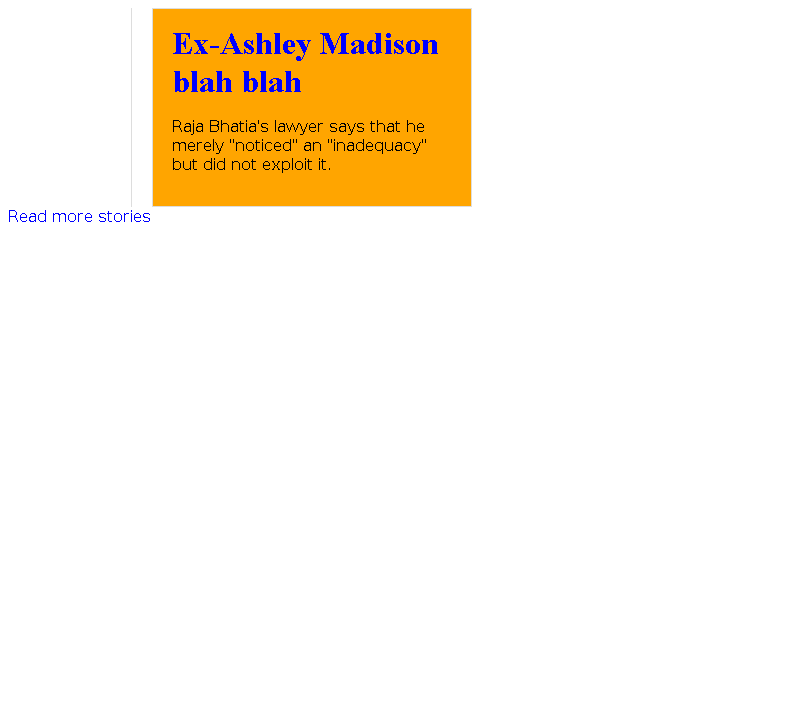 Ex-Ashley Madison
blah blah
Raja Bhatia's lawyer says that he
merely "noticed" an "inadequacy"
but did not exploit it.
Read more stories